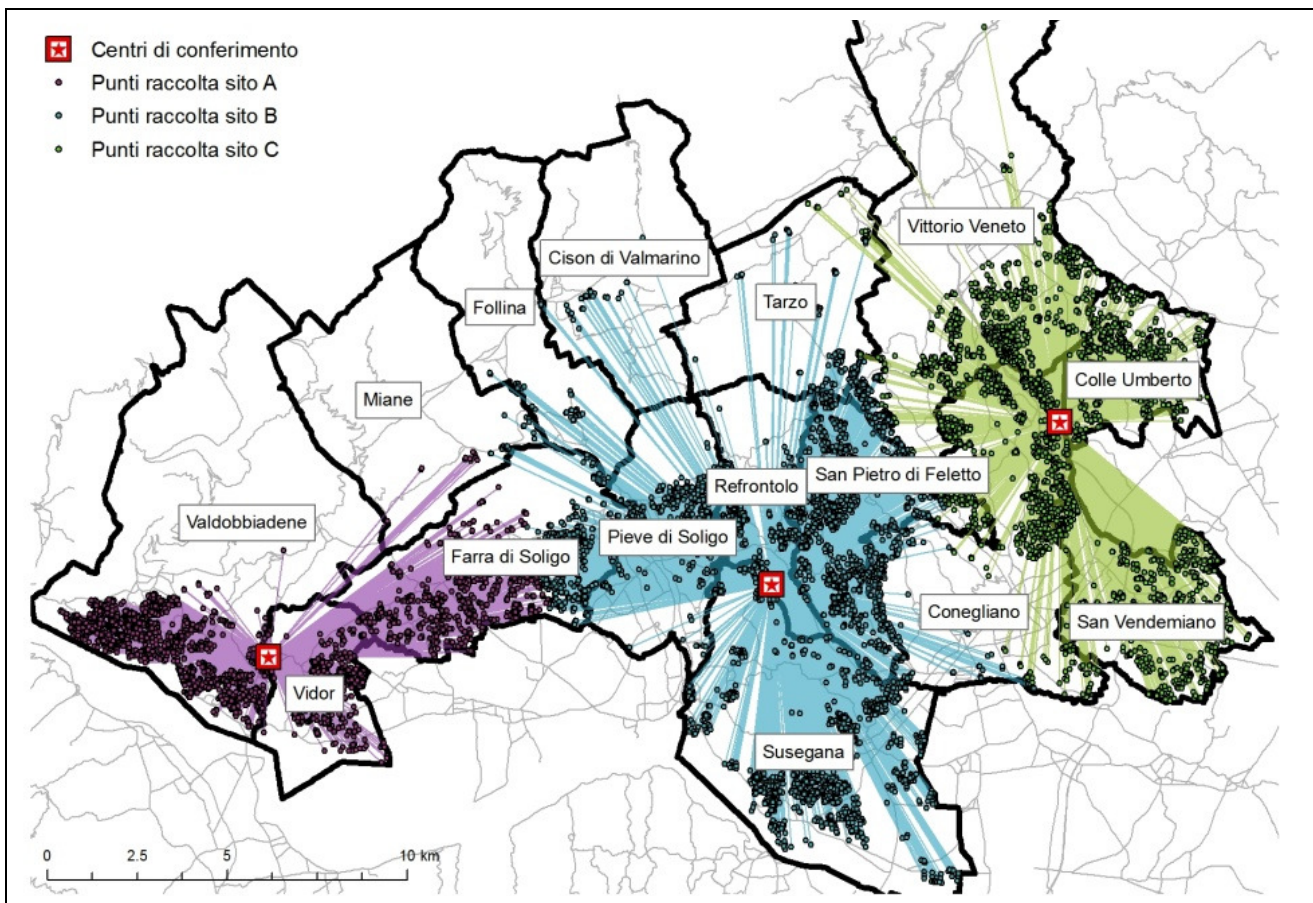 Centri di conferimento
Punti raccolta sito A
Punti raccolta sito B
Punti raccolta sito C
Vittorio Veneto
Cison di Valmarino
Tarzo
Follina
Colle Umberto
Miane
San Pietro di Feletto
Refrontolo
Valdobbiadene
Pieve di Soligo
Farra di Soligo
Conegliano
San Vendemiano
Vidor
Susegana
0 2.5 5 10 km